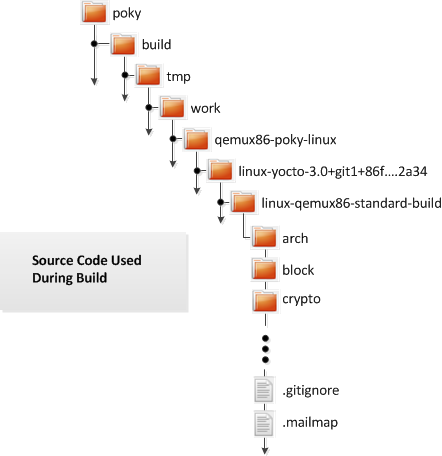 poky
build
tmp
work
qemux86-poky-linux
linux-yocto-3.0+git1+86f....2a34
linux-qemux86-standard-build
arch
Source Code Used
During Build
block
crypto
.gitignore
.mailmap